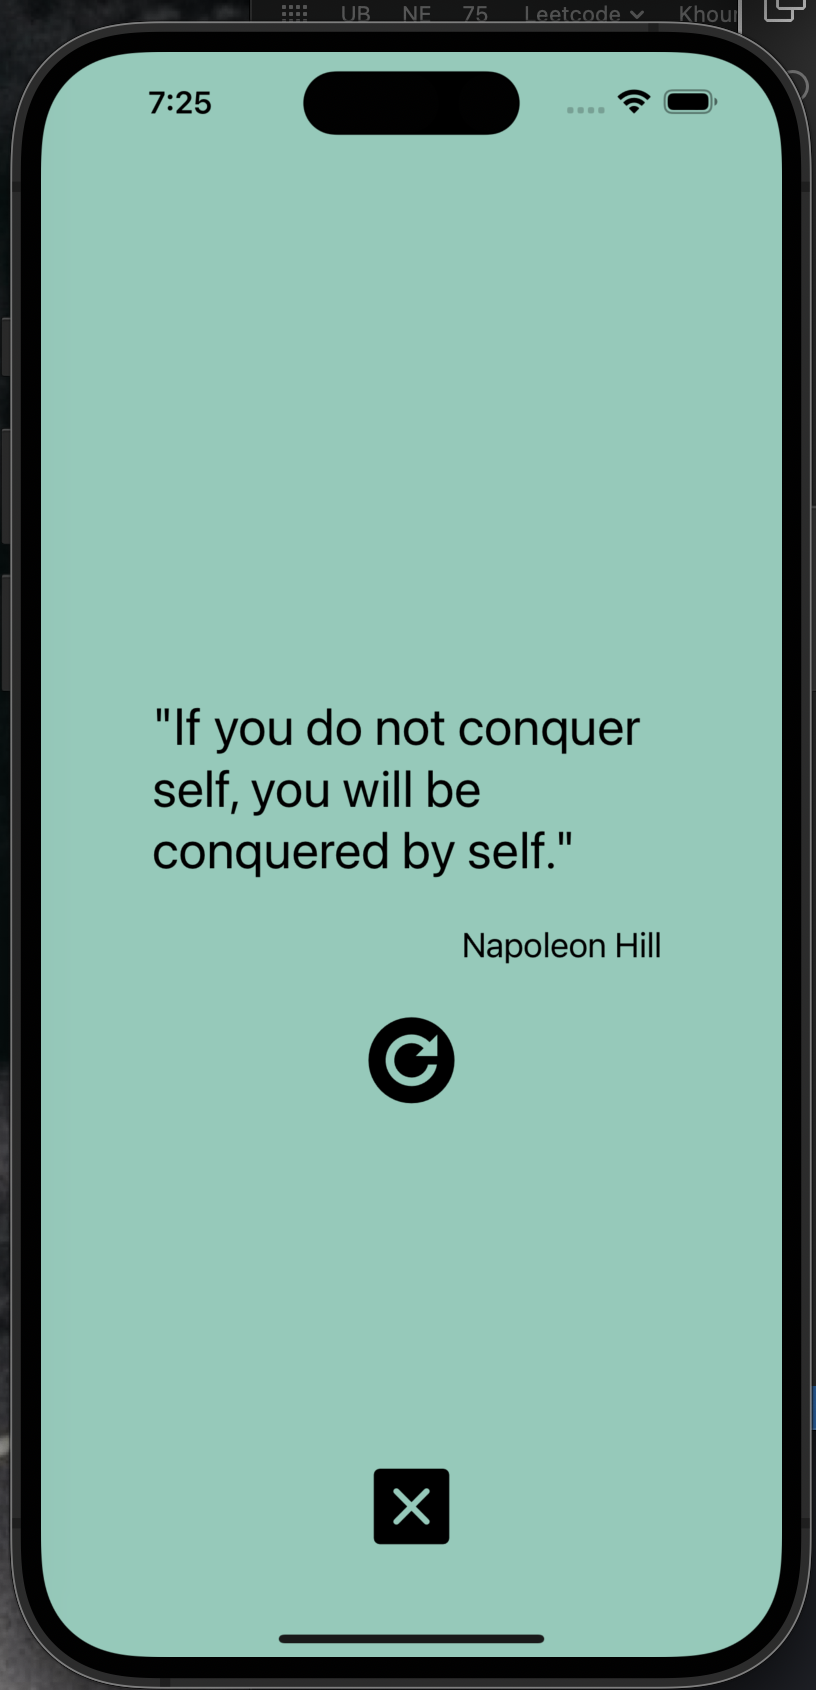 UB NE 75 Leetcode
7:25
"If you do not conquer
self, you will be
conquered by self."
Napoleon Hill